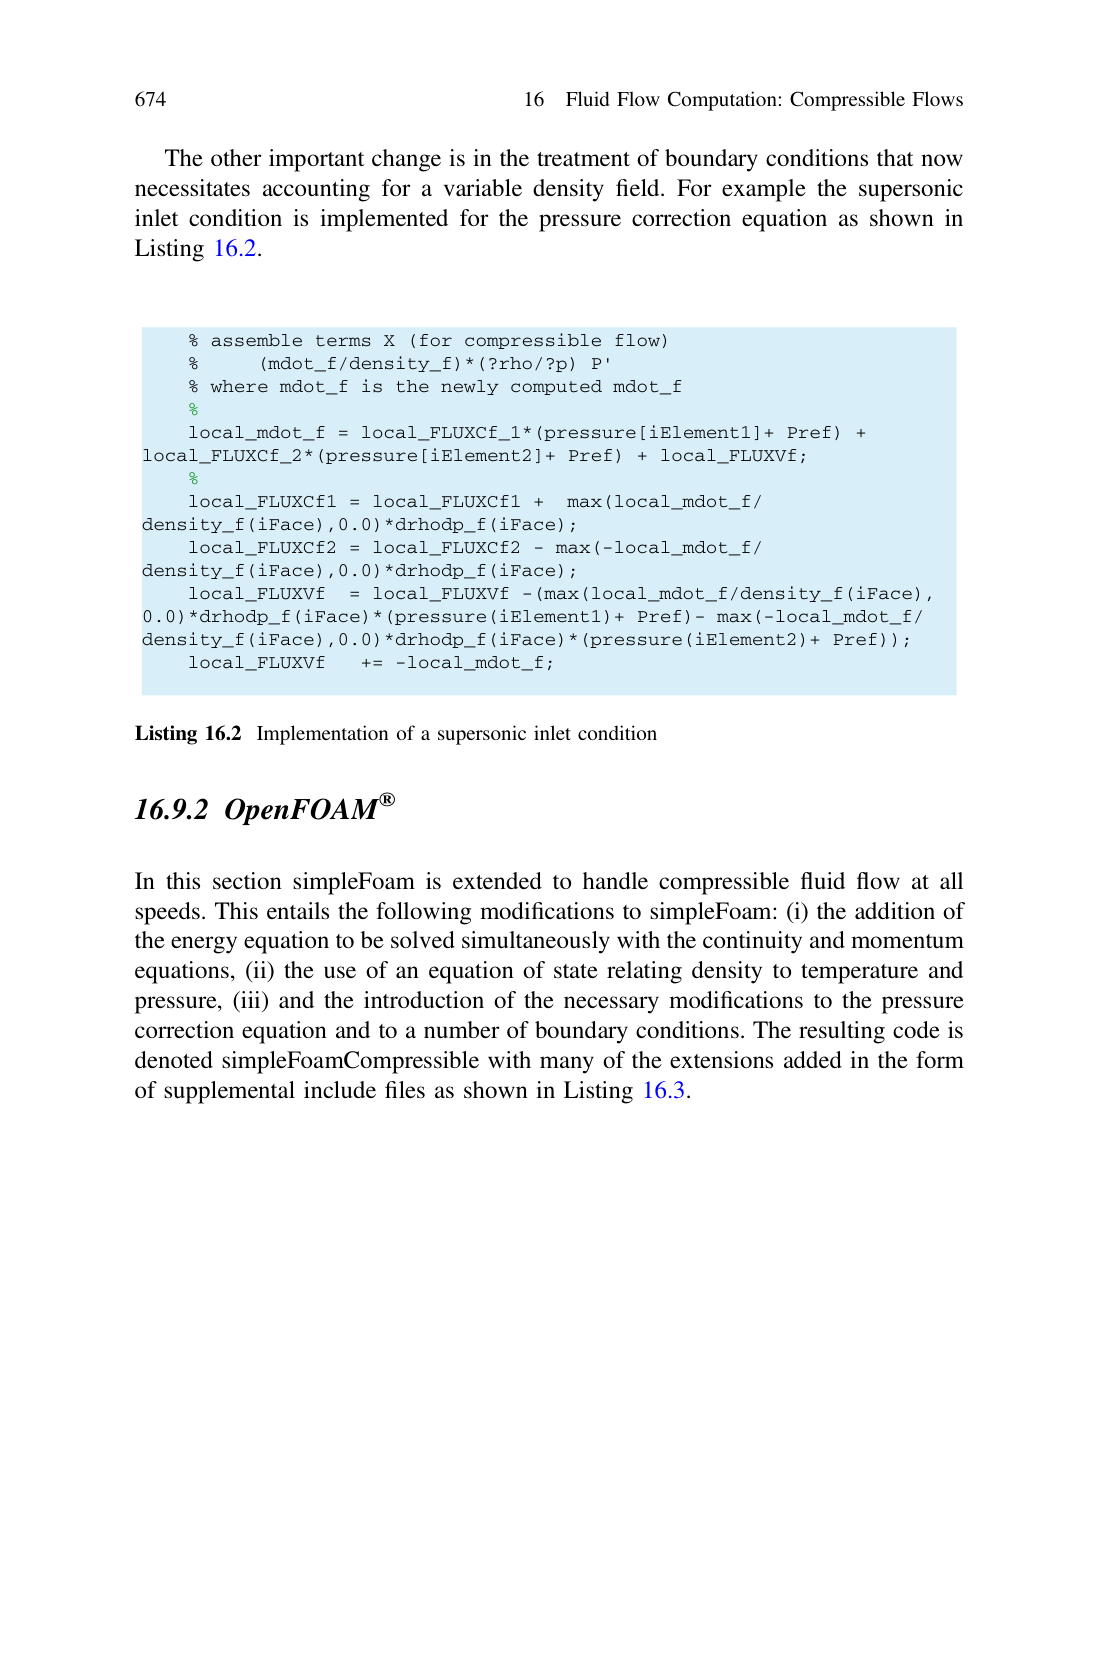 674 16 Fluid Flow Computation: Compressible Flows
The other important change is in the treatment of boundary conditions that now
necessitates accounting for a variable density field. For example the supersonic
inlet condition is implemented for the pressure correction equation as shown in
Listing 16.2.
% assemble terms X (for compressible flow)
%     (mdot_f/density_f)*(?rho/?p) P'
% where mdot_f is the newly computed mdot_f
%
local_mdot_f = local_FLUXCf_1*(pressure[iElement1]+ Pref) +
local_FLUXCf_2*(pressure[iElement2]+ Pref) + local_FLUXVf;
%
local_FLUXCf1 = local_FLUXCf1 +  max(local_mdot_f/
density_f(iFace),0.0)*drhodp_f(iFace);
local_FLUXCf2 = local_FLUXCf2 - max(-local_mdot_f/
density_f(iFace),0.0)*drhodp_f(iFace);
local_FLUXVf  = local_FLUXVf -(max(local_mdot_f/density_f(iFace),
0.0)*drhodp_f(iFace)*(pressure(iElement1)+ Pref)- max(-local_mdot_f/
density_f(iFace),0.0)*drhodp_f(iFace)*(pressure(iElement2)+ Pref));
local_FLUXVf   += -local_mdot_f;
Listing 16.2 Implementation of a supersonic inlet condition
16.9.2 OpenFOAM®
In this section simpleFoam is extended to handle compressible fluid flow at all
speeds. This entails the following modifications to simpleFoam: (i) the addition of
the energy equation to be solved simultaneously with the continuity and momentum
equations, (ii) the use of an equation of state relating density to temperature and
pressure, (iii) and the introduction of the necessary modifications to the pressure
correction equation and to a number of boundary conditions. The resulting code is
denoted simpleFoamCompressible with many of the extensions added in the form
of supplemental include files as shown in Listing 16.3.